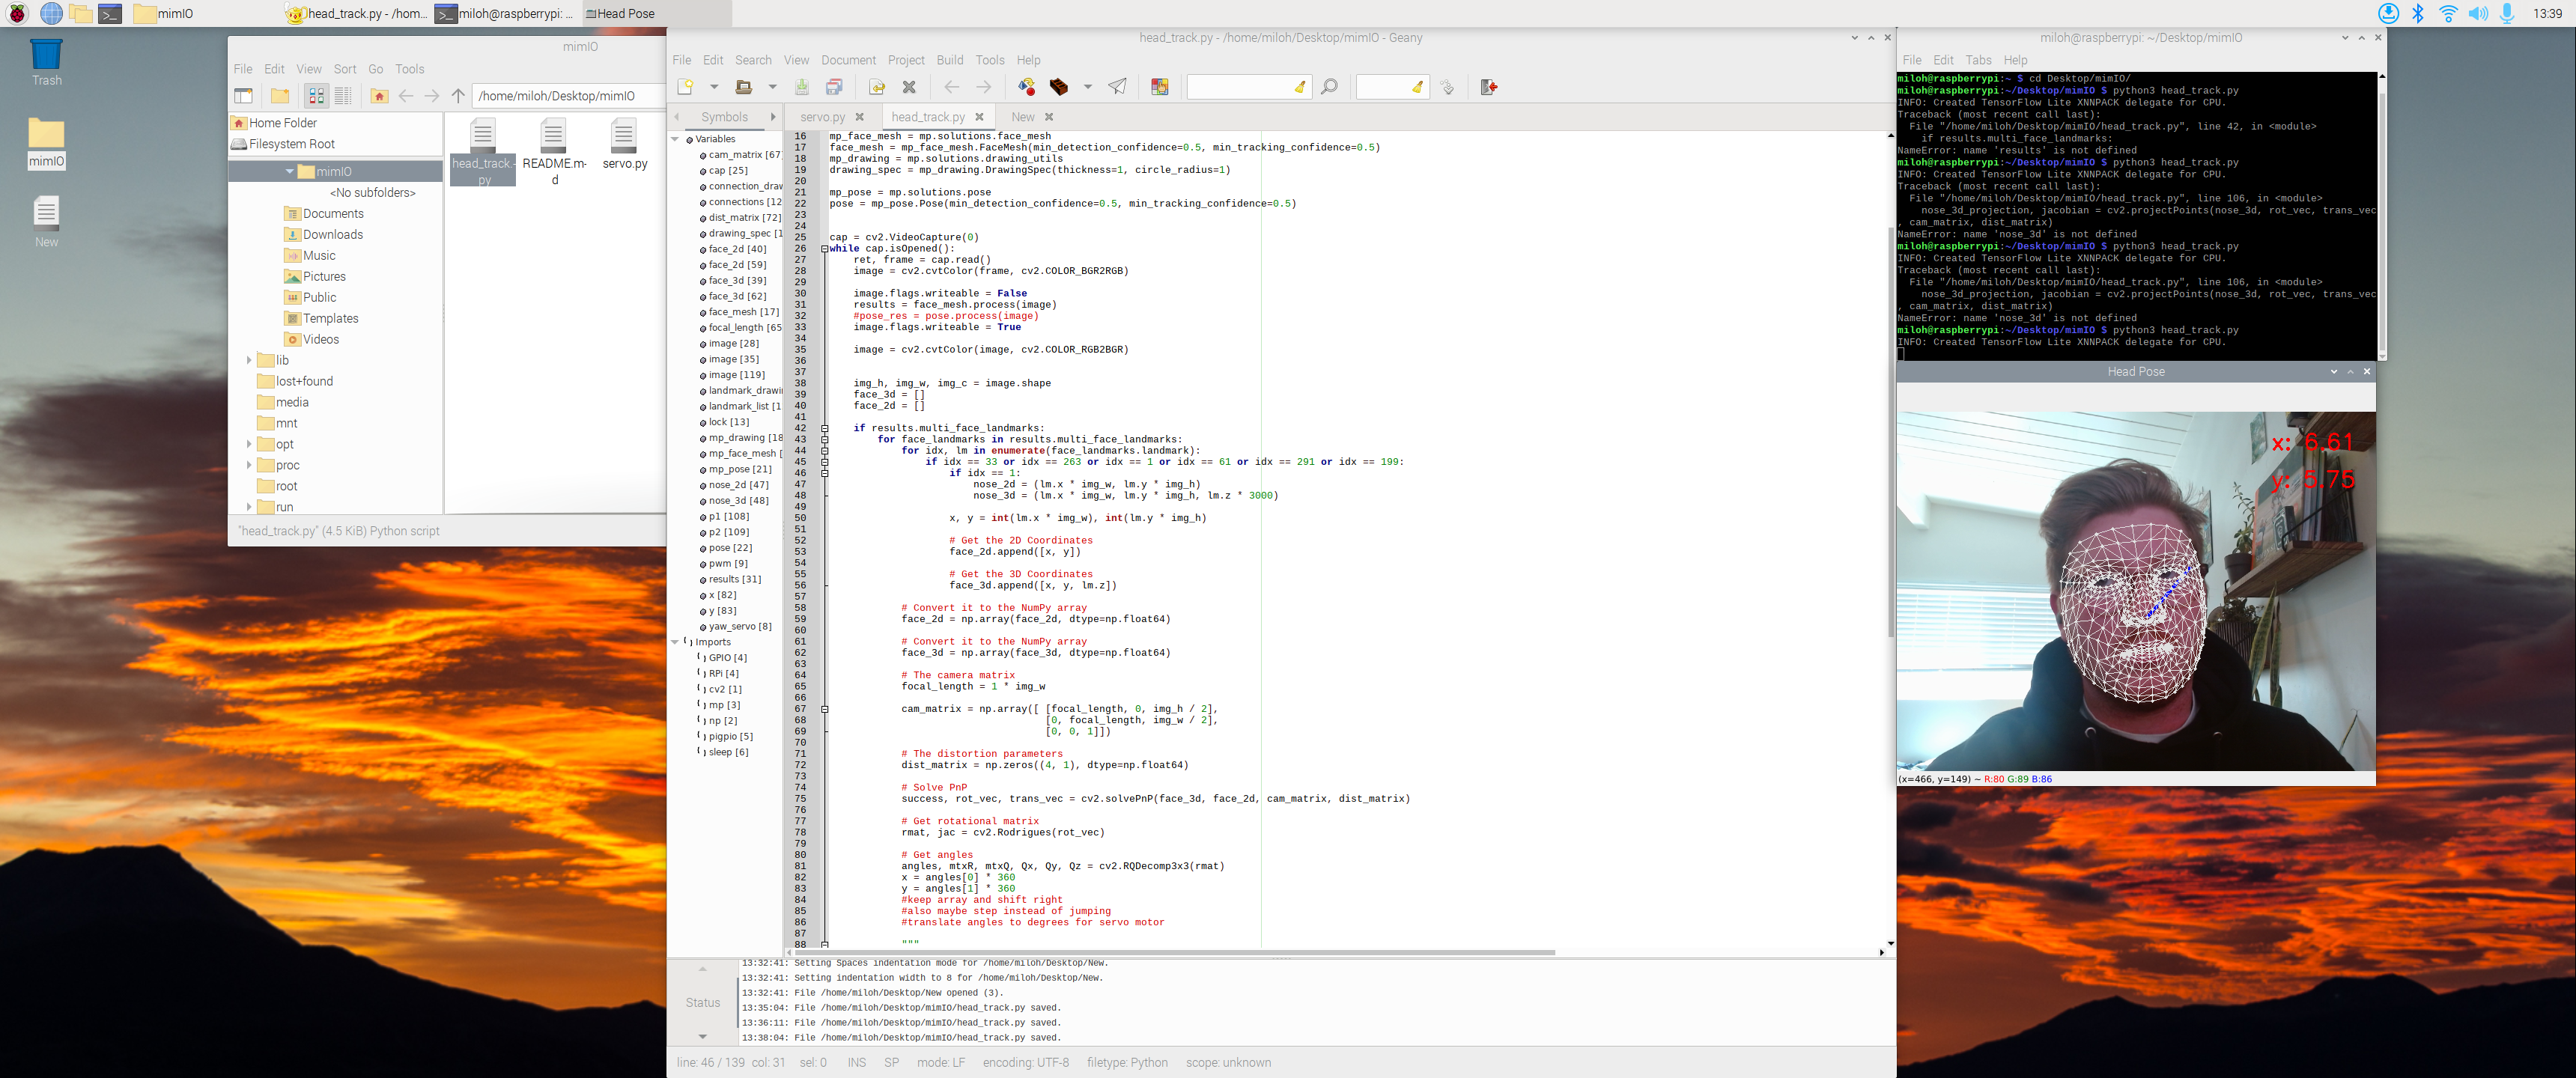 mimIO
head_track.py - /hom...
miloh@raspberrypi: ...
Head Pose
13:39
Trash
mimIO
New
mimIO
File Edit View Sort Go Tools
/home/miloh/Desktop/mimIO
Home Folder
Filesystem Root
mimIO
<No subfolders>
Documents
Downloads
Music
Pictures
Public
Templates
Videos
lib
lost+found
media
mnt
opt
proc
root
run
head_track.-
py
README.m-
d
servo.py
"head_track.py" (4.5 KiB) Python script
head_track.py - /home/miloh/Desktop/mimIO - Geany
File Edit Search View Document Project Build Tools Help
Symbols
servo.py
head_track.py
New
Variables
cam_matrix [67]
cap [25]
connection_draw
connections [12
dist_matrix [72]
drawing_spec [1
face_2d [40]
face_2d [59]
face_3d [39]
face_3d [62]
face_mesh [17]
focal_length [65
image [28]
image [35]
image [119]
landmark_drawi
landmark_list [1
lock [13]
mp_drawing [18
mp_face_mesh [
mp_pose [21]
nose_2d [47]
nose_3d [48]
p1 [108]
p2 [109]
pose [22]
pwm [9]
results [31]
x [82]
y [83]
yaw_servo [8]
Imports
GPIO [4]
RPi [4]
cv2 [1]
mp [3]
np [2]
pigpio [5]
sleep [6]
16 mp_face_mesh = mp.solutions.face_mesh
17 face_mesh = mp_face_mesh.FaceMesh(min_detection_confidence=0.5, min_tracking_confidence=0.5)
18 mp_drawing = mp.solutions.drawing_utils
19 drawing_spec = mp_drawing.DrawingSpec(thickness=1, circle_radius=1)
20
21 mp_pose = mp.solutions.pose
22 pose = mp_pose.Pose(min_detection_confidence=0.5, min_tracking_confidence=0.5)
23
24
25 cap = cv2.VideoCapture(0)
26 while cap.isOpened():
27 ret, frame = cap.read()
28 image = cv2.cvtColor(frame, cv2.COLOR_BGR2RGB)
29
30 image.flags.writeable = False
31 results = face_mesh.process(image)
32 #pose_res = pose.process(image)
33 image.flags.writeable = True
34
35 image = cv2.cvtColor(image, cv2.COLOR_RGB2BGR)
36
37
38 img_h, img_w, img_c = image.shape
39 face_3d = []
40 face_2d = []
41
42 if results.multi_face_landmarks:
43 for face_landmarks in results.multi_face_landmarks:
44 for idx, lm in enumerate(face_landmarks.landmark):
45 if idx == 33 or idx == 263 or idx == 1 or idx == 61 or idx == 291 or idx == 199:
46 if idx == 1:
47 nose_2d = (lm.x * img_w, lm.y * img_h)
48 nose_3d = (lm.x * img_w, lm.y * img_h, lm.z * 3000)
49
50 x, y = int(lm.x * img_w), int(lm.y * img_h)
51
52 # Get the 2D Coordinates
53 face_2d.append([x, y])
54
55 # Get the 3D Coordinates
56 face_3d.append([x, y, lm.z])
57
58 # Convert it to the NumPy array
59 face_2d = np.array(face_2d, dtype=np.float64)
60
61 # Convert it to the NumPy array
62 face_3d = np.array(face_3d, dtype=np.float64)
63
64 # The camera matrix
65 focal_length = 1 * img_w
66
67 cam_matrix = np.array([ [focal_length, 0, img_h / 2],
68 [0, focal_length, img_w / 2],
69 [0, 0, 1]])
70
71 # The distortion parameters
72 dist_matrix = np.zeros((4, 1), dtype=np.float64)
73
74 # Solve PnP
75 success, rot_vec, trans_vec = cv2.solvePnP(face_3d, face_2d, cam_matrix, dist_matrix)
76
77 # Get rotational matrix
78 rmat, jac = cv2.Rodrigues(rot_vec)
79
80 # Get angles
81 angles, mtxR, mtxQ, Qx, Qy, Qz = cv2.RQDecomp3x3(rmat)
82 x = angles[0] * 360
83 y = angles[1] * 360
84 #keep array and shift right
85 #also maybe step instead of jumping
86 #translate angles to degrees for servo motor
87
88 """
Status
13:32:41: Setting Spaces indentation mode for /home/miloh/Desktop/New.
13:32:41: Setting indentation width to 8 for /home/miloh/Desktop/New.
13:32:41: File /home/miloh/Desktop/New opened (3).
13:35:04: File /home/miloh/Desktop/mimIO/head_track.py saved.
13:36:11: File /home/miloh/Desktop/mimIO/head_track.py saved.
13:38:04: File /home/miloh/Desktop/mimIO/head_track.py saved.
line: 46 / 139 col: 31 sel: 0 INS SP mode: LF encoding: UTF-8 filetype: Python scope: unknown
miloh@raspberrypi: ~/Desktop/mimIO
File Edit Tabs Help
miloh@raspberrypi:~ $ cd Desktop/mimIO/
miloh@raspberrypi:~/Desktop/mimIO $ python3 head_track.py
INFO: Created TensorFlow Lite XNNPACK delegate for CPU.
Traceback (most recent call last):
File "/home/miloh/Desktop/mimIO/head_track.py", line 42, in <module>
if results.multi_face_landmarks:
NameError: name 'results' is not defined
miloh@raspberrypi:~/Desktop/mimIO $ python3 head_track.py
INFO: Created TensorFlow Lite XNNPACK delegate for CPU.
Traceback (most recent call last):
File "/home/miloh/Desktop/mimIO/head_track.py", line 106, in <module>
nose_3d_projection, jacobian = cv2.projectPoints(nose_3d, rot_vec, trans_vec
, cam_matrix, dist_matrix)
NameError: name 'nose_3d' is not defined
miloh@raspberrypi:~/Desktop/mimIO $ python3 head_track.py
INFO: Created TensorFlow Lite XNNPACK delegate for CPU.
Traceback (most recent call last):
File "/home/miloh/Desktop/mimIO/head_track.py", line 106, in <module>
nose_3d_projection, jacobian = cv2.projectPoints(nose_3d, rot_vec, trans_vec
, cam_matrix, dist_matrix)
NameError: name 'nose_3d' is not defined
miloh@raspberrypi:~/Desktop/mimIO $ python3 head_track.py
INFO: Created TensorFlow Lite XNNPACK delegate for CPU.
Head Pose
x: 6.61
y: 5.75
(x=466, y=149) ~ R:80 G:89 B:86